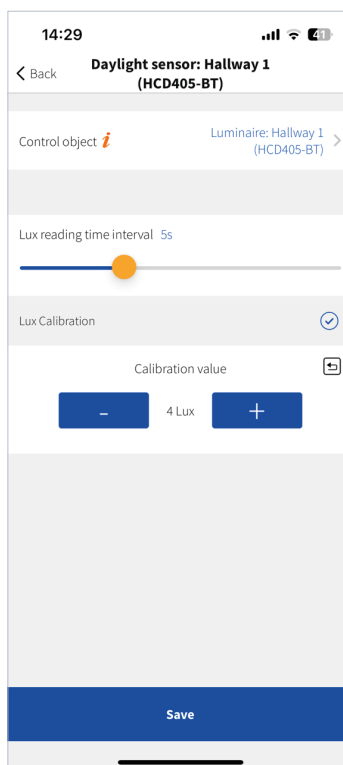 14:29
41
Back
Daylight sensor: Hallway 1
(HCD405-BT)
Control object i
Luminaire: Hallway 1
(HCD405-BT)
Lux reading time interval 5s
Lux Calibration
Calibration value
- 4 Lux +
Save